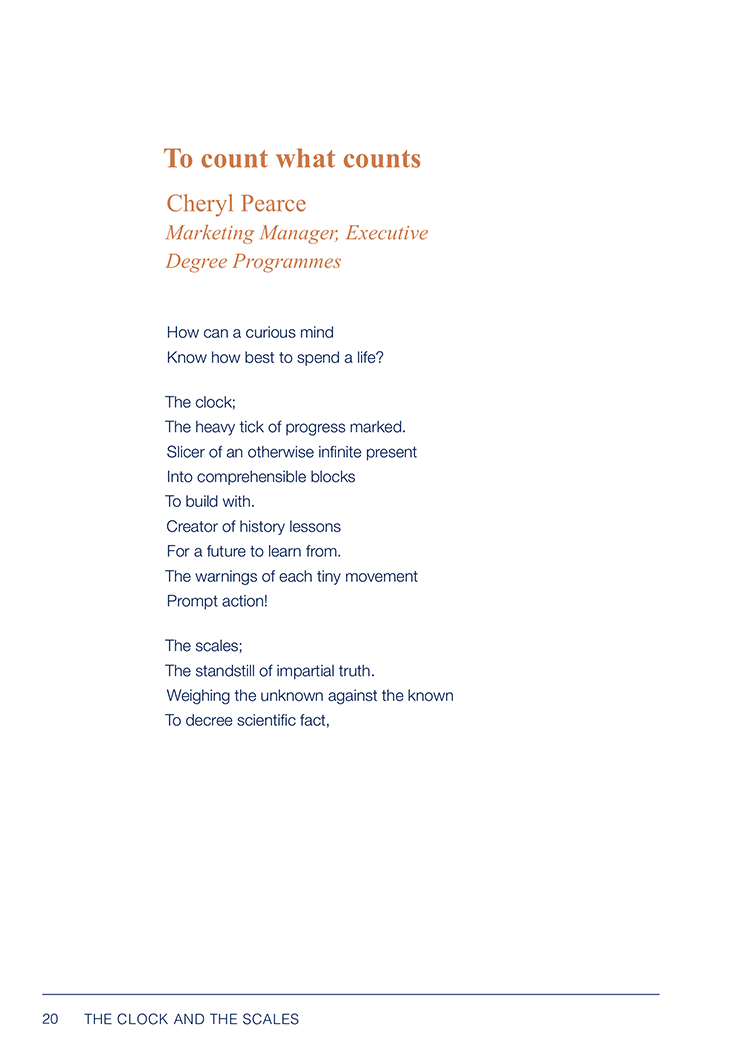 To count what counts
Cheryl Pearce
Marketing Manager, Executive
Degree Programmes
How can a curious mind
Know how best to spend a life?
The clock;
The heavy tick of progress marked.
Slicer of an otherwise infinite present
Into comprehensible blocks
To build with.
Creator of history lessons
For a future to learn from.
The warnings of each tiny movement
Prompt action!
The scales;
The standstill of impartial truth.
Weighing the unknown against the known
To decree scientific fact,
20 THE CLOCK AND THE SCALES